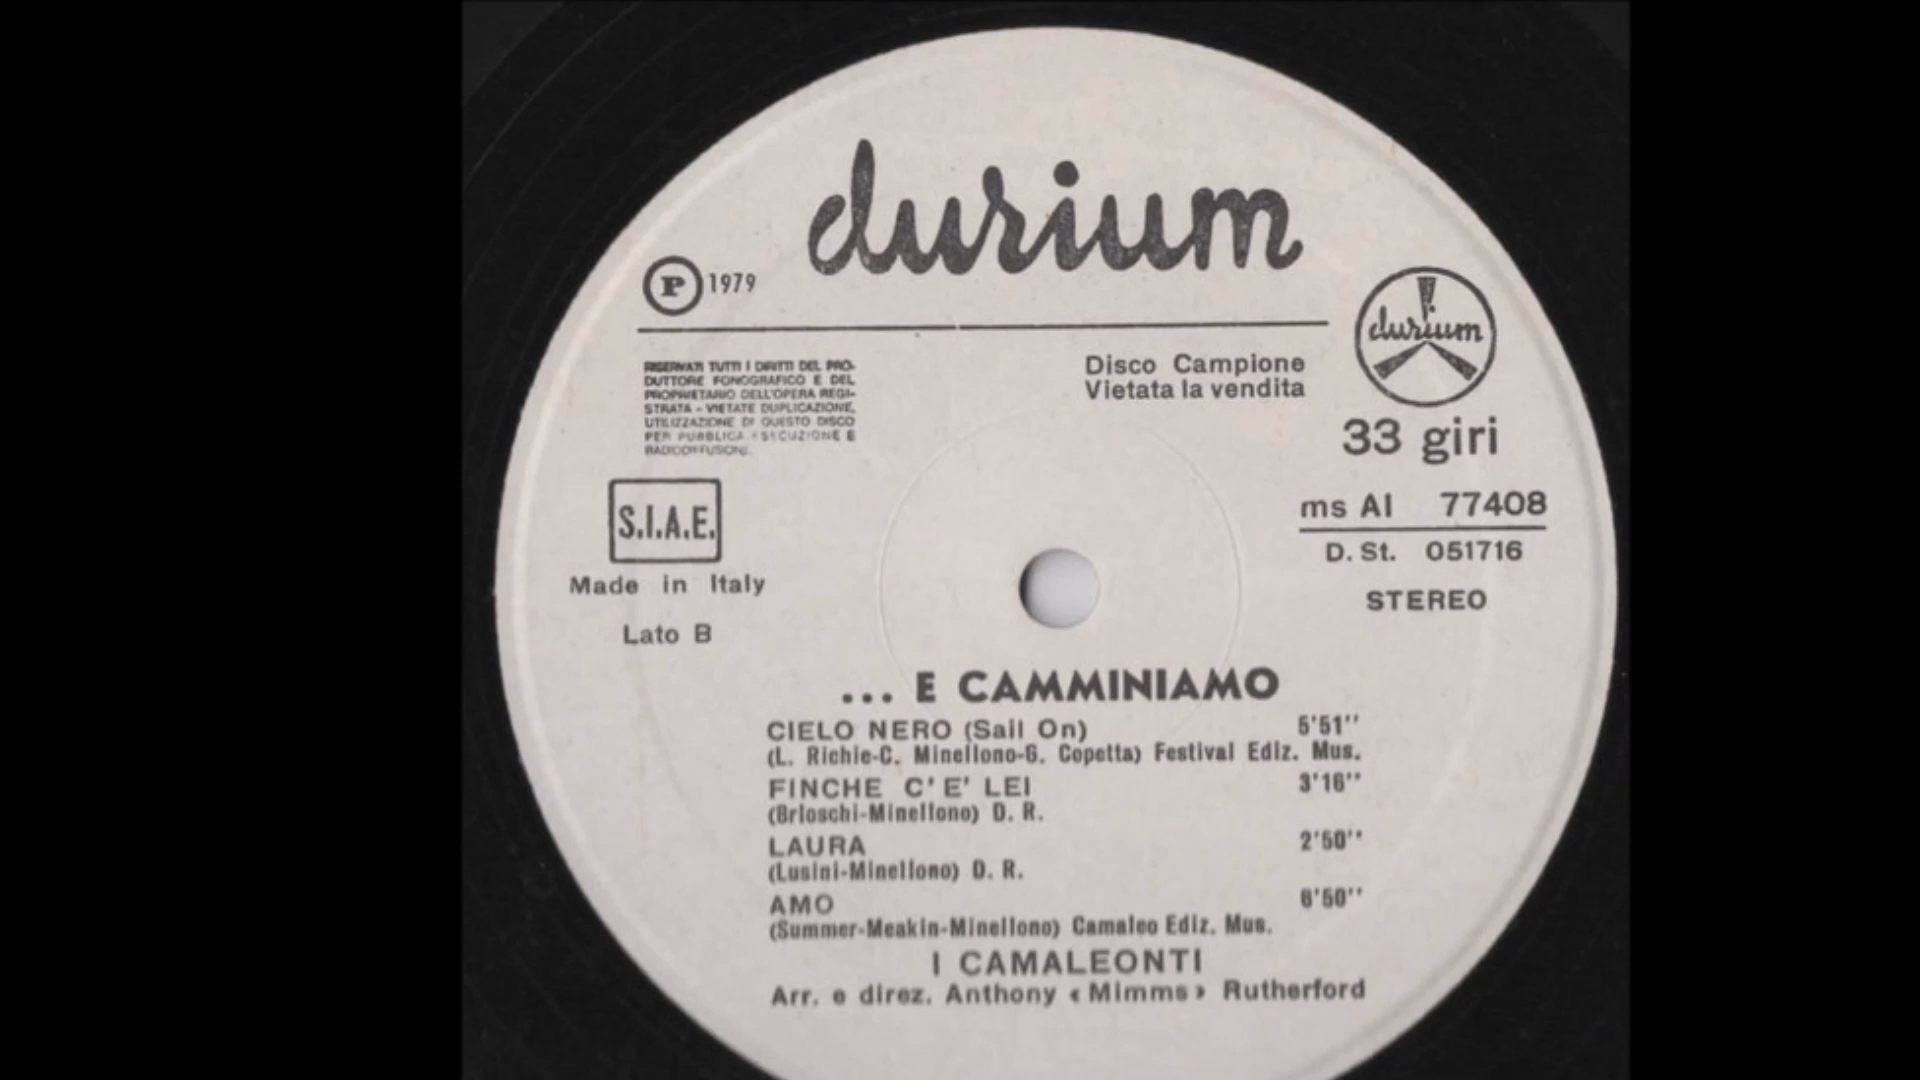 durium
P 1979
durium
RISERVATI TUTTI I DIRITTI DEL PRO-
DUTTORE FONOGRAFICO E DEL
PROPRIETARIO DELL'OPERA REGI-
STRATA - VIETATE DUPLICAZIONE,
UTILIZZAZIONE DI QUESTO DISCO
PER PUBBLICA ESECUZIONE E
RADIODIFFUSIONE.
Disco Campione
Vietata la vendita
33 giri
S.I.A.E.
ms AI 77408
D. St. 051716
Made in Italy
STEREO
Lato B
... E CAMMINIAMO
CIELO NERO (Sail On) 5'51''
(L. Richie-C. Minellono-G. Copetta) Festival Ediz. Mus.
FINCHE C'E' LEI 3'16''
(Brioschi-Minellono) D. R.
LAURA 2'50''
(Lusini-Minellono) D. R.
AMO 6'50''
(Summer-Meakin-Minellono) Camaleo Ediz. Mus.
I CAMALEONTI
Arr. e direz. Anthony «Mimms» Rutherford